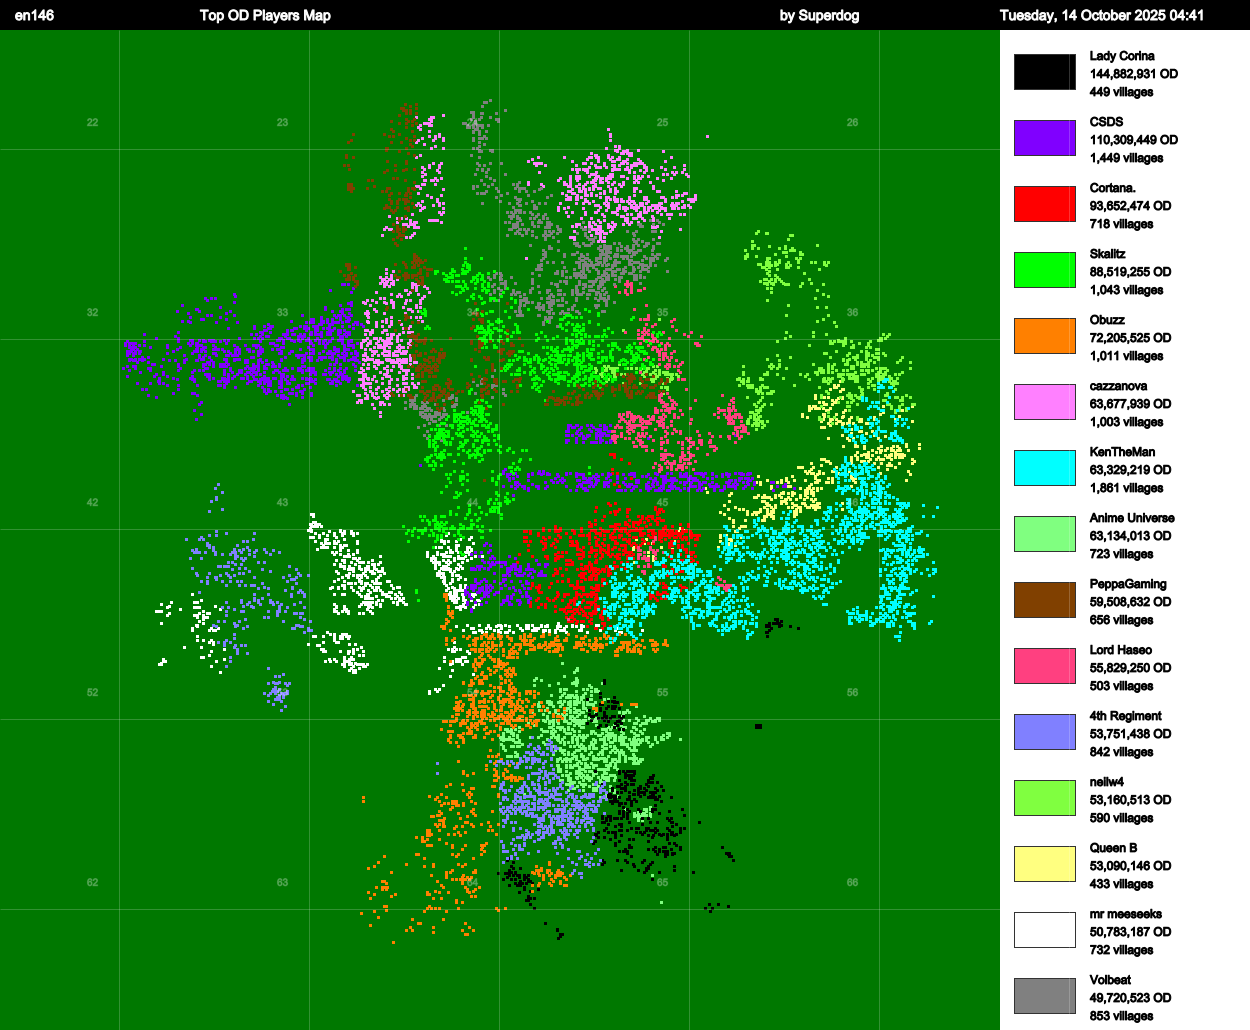 en146 Top OD Players Map by Superdog Tuesday, 14 October 2025 04:41
Lady Corina
144,882,931 OD
449 villages
CSDS
110,309,449 OD
1,449 villages
Cortana.
93,652,474 OD
718 villages
Skalitz
88,519,255 OD
1,043 villages
Obuzz
72,205,525 OD
1,011 villages
cazzanova
63,677,939 OD
1,003 villages
KenTheMan
63,329,219 OD
1,861 villages
Anime Universe
63,134,013 OD
723 villages
PeppaGaming
59,508,632 OD
656 villages
Lord Haseo
55,829,250 OD
503 villages
4th Regiment
53,751,438 OD
842 villages
neilw4
53,160,513 OD
590 villages
Queen B
53,090,146 OD
433 villages
mr meeseeks
50,783,187 OD
732 villages
Volbeat
49,720,523 OD
853 villages
22 23 25 26
32 33 34 35 36
42 43 44 45
52 55 56
62 63 64 65 66